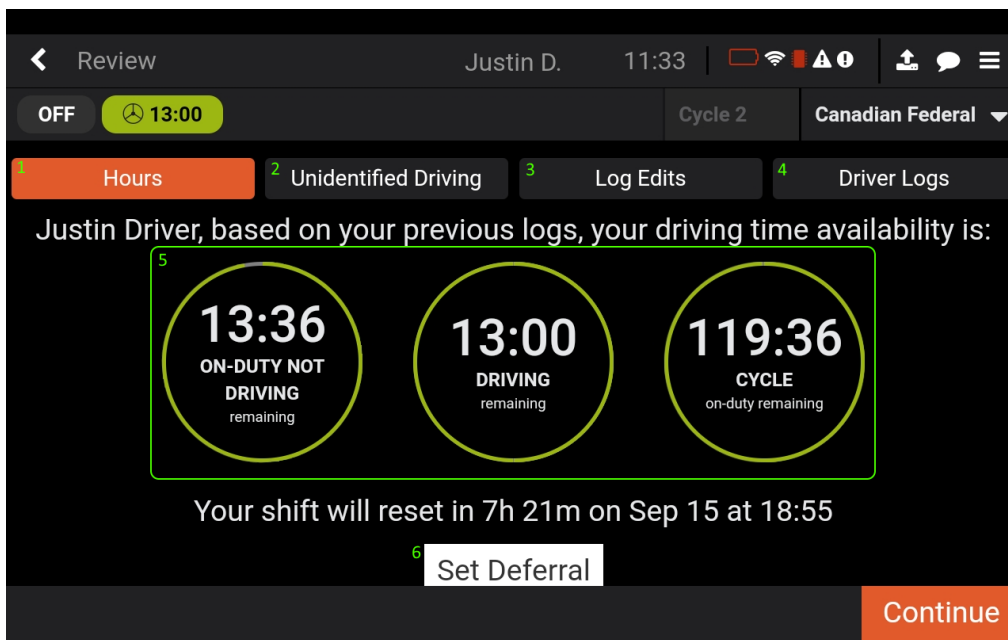 Review Justin D. 11:33
OFF 13:00 Cycle 2 Canadian Federal
1 Hours 2 Unidentified Driving 3 Log Edits 4 Driver Logs
Justin Driver, based on your previous logs, your driving time availability is:
5
13:36
ON-DUTY NOT
DRIVING
remaining
13:00
DRIVING
remaining
119:36
CYCLE
on-duty remaining
Your shift will reset in 7h 21m on Sep 15 at 18:55
6 Set Deferral
Continue